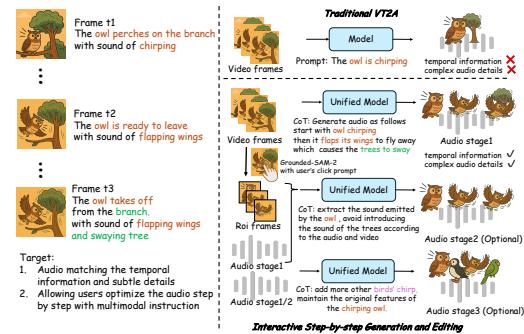 Frame t1
The owl perches on the branch
with sound of chirping
Frame t2
The owl is ready to leave
with sound of flapping wings
Frame t3
The owl takes off
from the branch,
with sound of flapping wings
and swaying tree
Target:
1. Audio matching the temporal
information and subtle details
2. Allowing users optimize the audio step
by step with multimodal instruction
Traditional VT2A
Model
Video frames
Prompt: The owl is chirping
temporal information
complex audio details
Unified Model
Video frames
CoT: Generate audio as follows
start with owl chirping
then it flaps its wings to fly away
which causes the trees to sway
Audio stage1
temporal information
complex audio details
Grounded-SAM-2
with user's click prompt
Roi frames
Unified Model
CoT: extract the sound emitted
by the owl , avoid introducing
the sound of the trees according
to the audio and video
Audio stage2 (Optional)
Audio stage1
Unified Model
Audio stage1/2
CoT: add more other birds' chirp,
maintain the original features of
the chirping owl.
Audio stage3 (Optional)
Interactive Step-by-step Generation and Editing